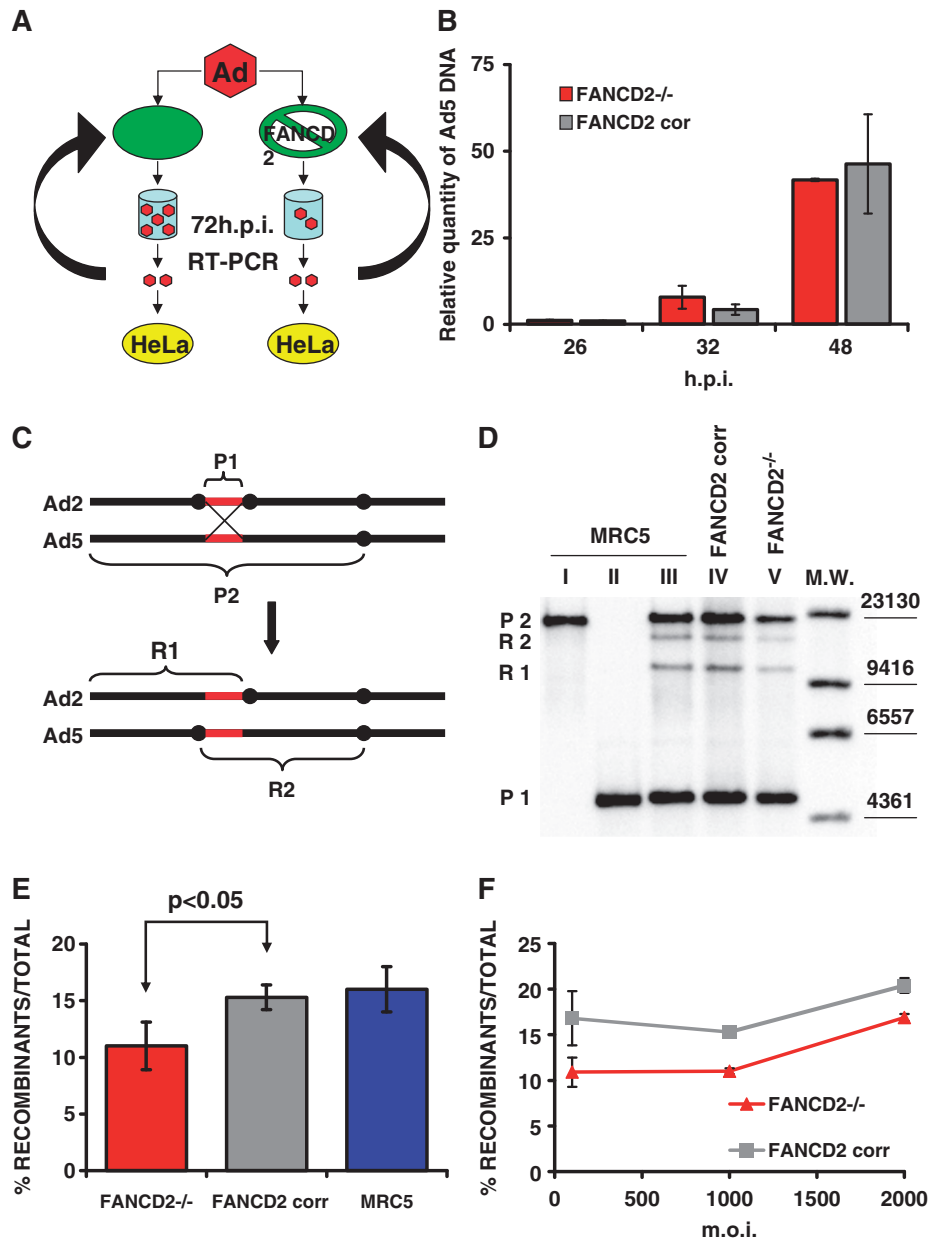 A
Ad
FANCD
2
72h.p.i.
RT-PCR
HeLa
HeLa
B
Relative quantity of Ad5 DNA
75
50
25
0
FANCD2-/-
FANCD2 cor
26
32
48
h.p.i.
C
P1
Ad2
Ad5
P2
R1
Ad2
Ad5
R2
D
MRC5
FANCD2 corr
FANCD2-/-
I
II
III
IV
V
M.W.
P 2
R 2
R 1
P 1
23130
9416
6557
4361
E
p<0.05
% RECOMBINANTS/TOTAL
20
15
10
5
0
FANCD2-/-
FANCD2 corr
MRC5
F
% RECOMBINANTS/TOTAL
25
20
15
10
5
0
FANCD2-/-
FANCD2 corr
0
500
1000
1500
2000
m.o.i.